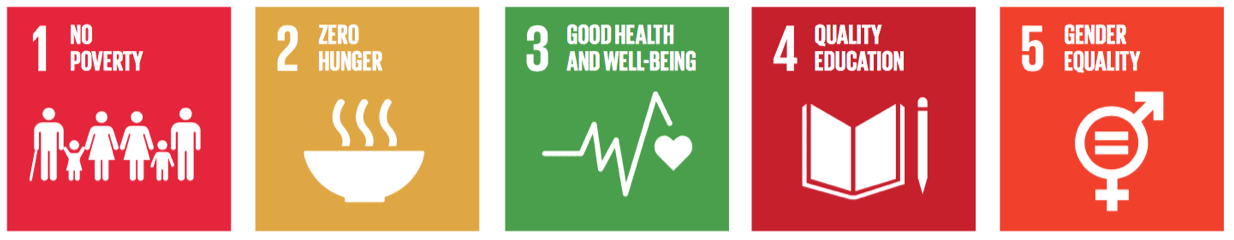 1 NO
POVERTY
2 ZERO
HUNGER
3 GOOD HEALTH
AND WELL-BEING
4 QUALITY
EDUCATION
5 GENDER
EQUALITY